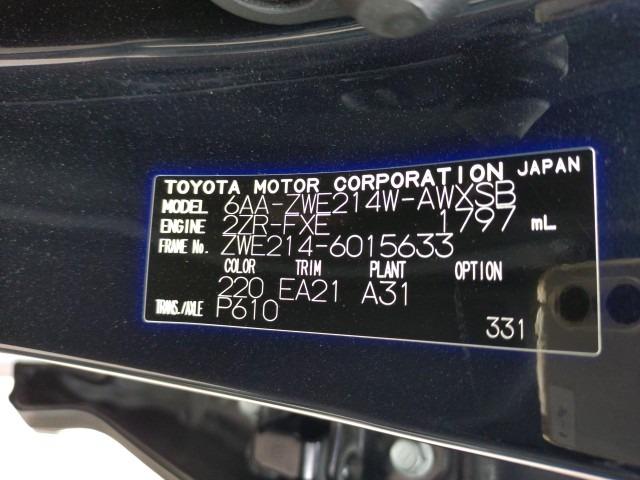 TOYOTA MOTOR CORPORATION JAPAN
MODEL 6AA-ZWE214W-AWXSB
ENGINE 2ZR-FXE 1797 mL
FRAME No. ZWE214-6015633
COLOR TRIM PLANT OPTION
220 EA21 A31
TRANS./AXLE P610
331